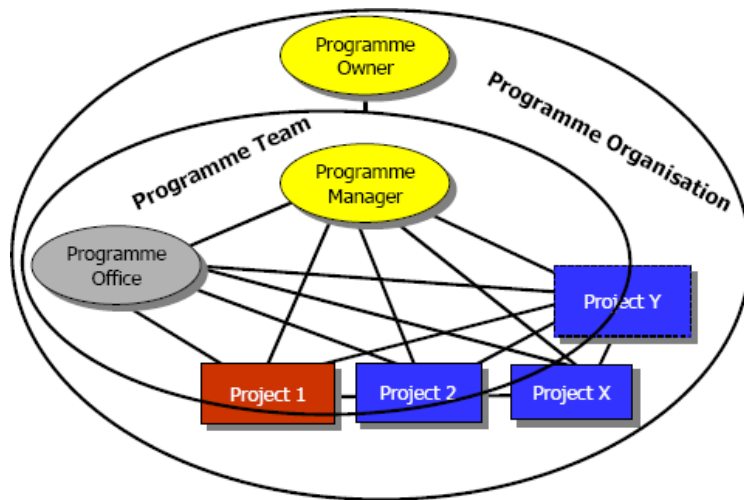 Programme
Owner
Programme Organisation
Programme Team
Programme
Manager
Programme
Office
Project Y
Project 1
Project 2
Project X